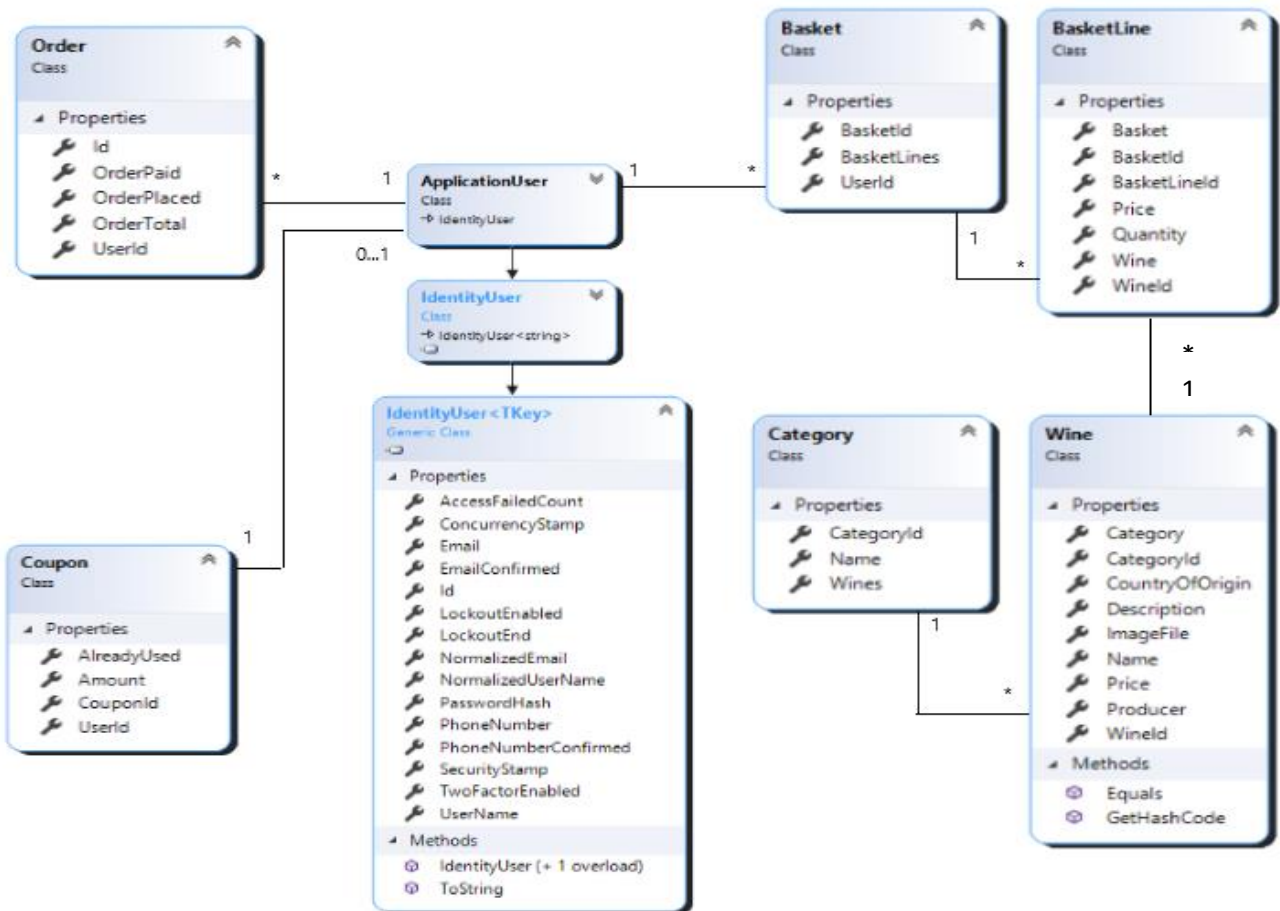 Order
Class
Properties
Id
OrderPaid
OrderPlaced
OrderTotal
UserId
*
1
ApplicationUser
Class
IdentityUser
1
*
Basket
Class
Properties
BasketId
BasketLines
UserId
1
*
BasketLine
Class
Properties
Basket
BasketId
BasketLineId
Price
Quantity
Wine
WineId
*
1
0...1
IdentityUser
Class
IdentityUser<string>
IdentityUser<TKey>
Generic Class
Properties
AccessFailedCount
ConcurrencyStamp
Email
EmailConfirmed
Id
LockoutEnabled
LockoutEnd
NormalizedEmail
NormalizedUserName
PasswordHash
PhoneNumber
PhoneNumberConfirmed
SecurityStamp
TwoFactorEnabled
UserName
Methods
IdentityUser (+ 1 overload)
ToString
1
Coupon
Class
Properties
AlreadyUsed
Amount
CouponId
UserId
Category
Class
Properties
CategoryId
Name
Wines
1
*
Wine
Class
Properties
Category
CategoryId
CountryOfOrigin
Description
ImageFile
Name
Price
Producer
WineId
Methods
Equals
GetHashCode